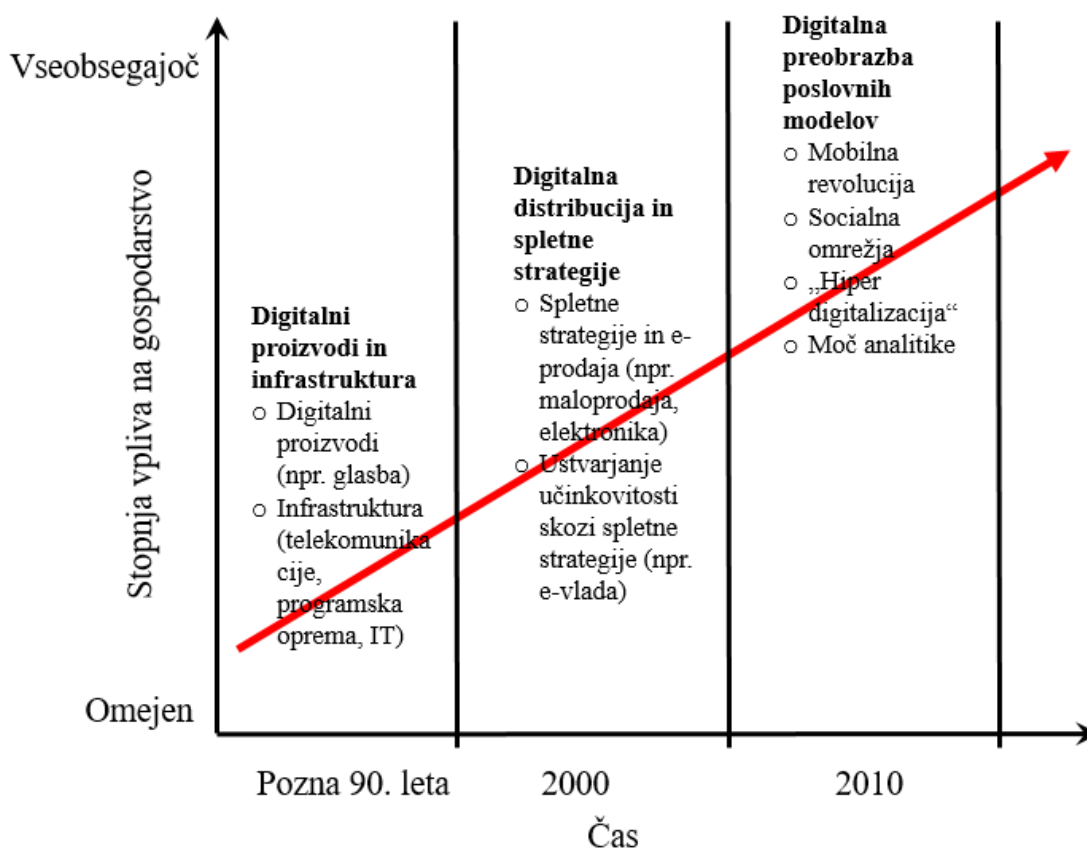 Vseobsegajoč
Stopnja vpliva na gospodarstvo
Omejen
Digitalni
proizvodi in
infrastruktura
o Digitalni
proizvodi
(npr. glasba)
o Infrastruktura
(telekomunika
cije,
programska
oprema, IT)
Digitalna
distribucija in
spletne
strategije
o Spletne
strategije in e-
prodaja (npr.
maloprodaja,
elektronika)
o Ustvarjanje
učinkovitosti
skozi spletne
strategije (npr.
e-vlada)
Digitalna
preobrazba
poslovnih
modelov
o Mobilna
revolucija
o Socialna
omrežja
o „Hiper
digitalizacija“
o Moč analitike
Pozna 90. leta
2000
2010
Čas